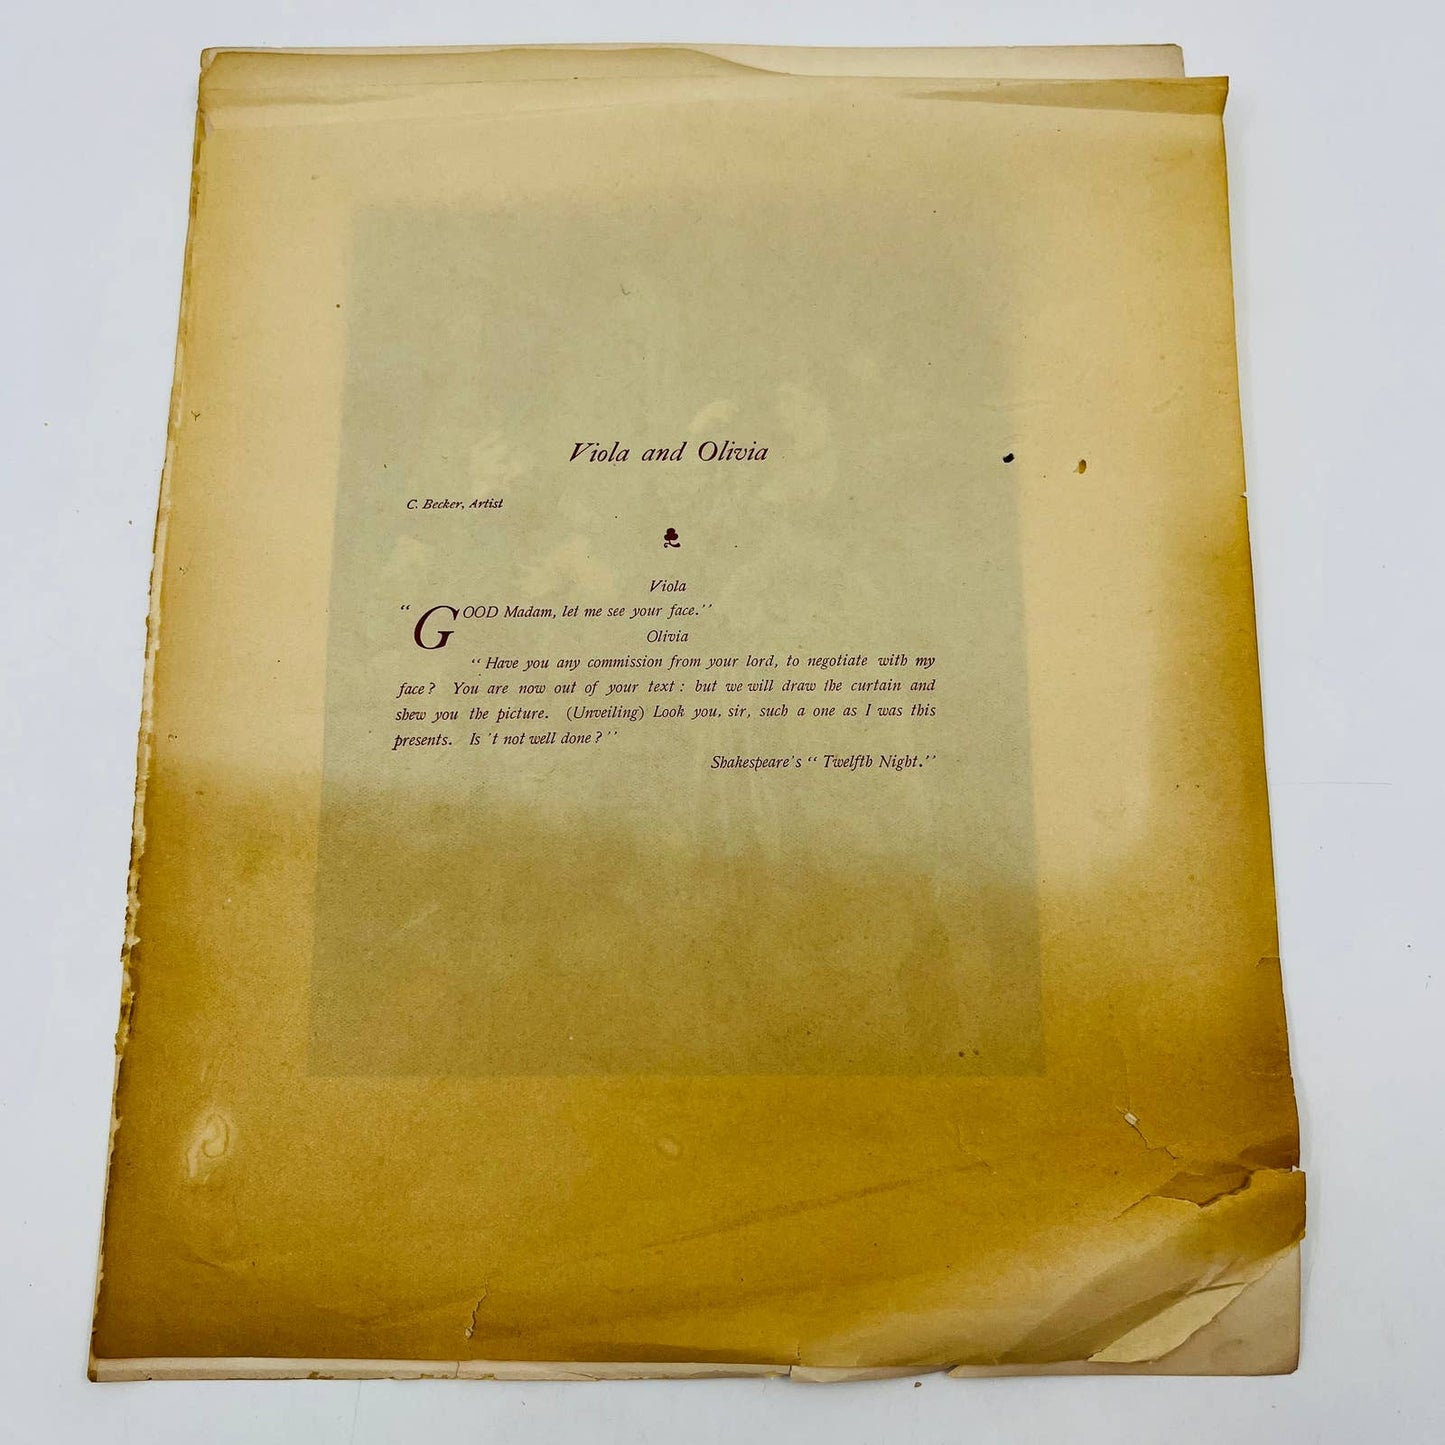 Viola and Olivia
C. Becker, Artist
Viola
“GOOD Madam, let me see your face.’’
Olivia
“Have you any commission from your lord, to negotiate with my
face? You are now out of your text: but we will draw the curtain and
shew you the picture. (Unveiling) Look you, sir, such a one as I was this
presents. Is ’t not well done?’’
Shakespeare’s “Twelfth Night.’’